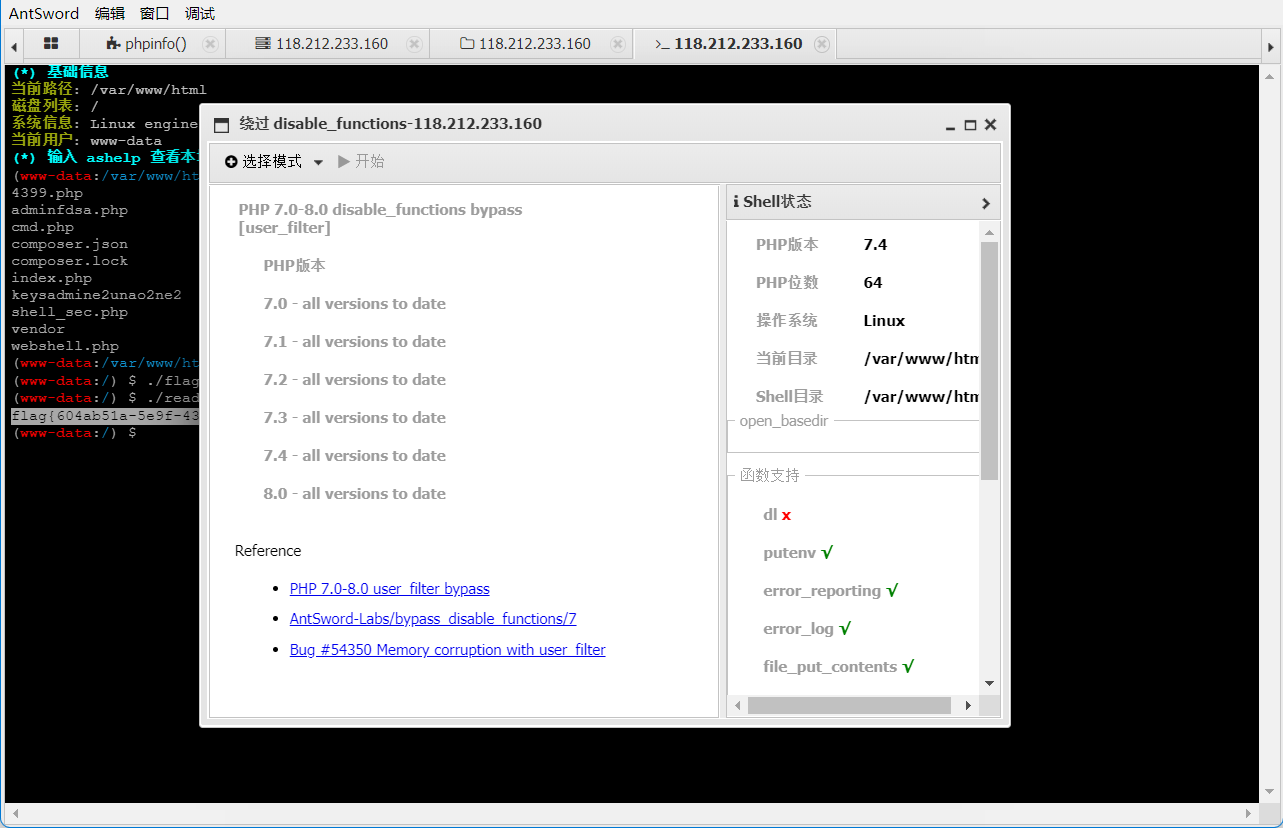 AntSword 编辑 窗口 调试
phpinfo() 118.212.233.160 118.212.233.160 >_ 118.212.233.160
(*) 基础信息
当前路径: /var/www/html
磁盘列表: /
系统信息: Linux engine
当前用户: www-data
(*) 输入 ashelp 查看本
(www-data:/var/www/ht
4399.php
adminfdsa.php
cmd.php
composer.json
composer.lock
index.php
keysadmine2unao2ne2
shell_sec.php
vendor
webshell.php
(www-data:/var/www/ht
(www-data:/) $ ./flag
(www-data:/) $ ./read
flag{604ab51a-5e9f-43
(www-data:/) $
绕过 disable_functions-118.212.233.160
选择模式 开始
PHP 7.0-8.0 disable_functions bypass
[user_filter]
PHP版本
7.0 - all versions to date
7.1 - all versions to date
7.2 - all versions to date
7.3 - all versions to date
7.4 - all versions to date
8.0 - all versions to date
Reference
• PHP 7.0-8.0 user_filter bypass
• AntSword-Labs/bypass_disable_functions/7
• Bug #54350 Memory corruption with user_filter
Shell状态
PHP版本 7.4
PHP位数 64
操作系统 Linux
当前目录 /var/www/htm
Shell目录 /var/www/htm
open_basedir
函数支持
dl x
putenv √
error_reporting √
error_log √
file_put_contents √